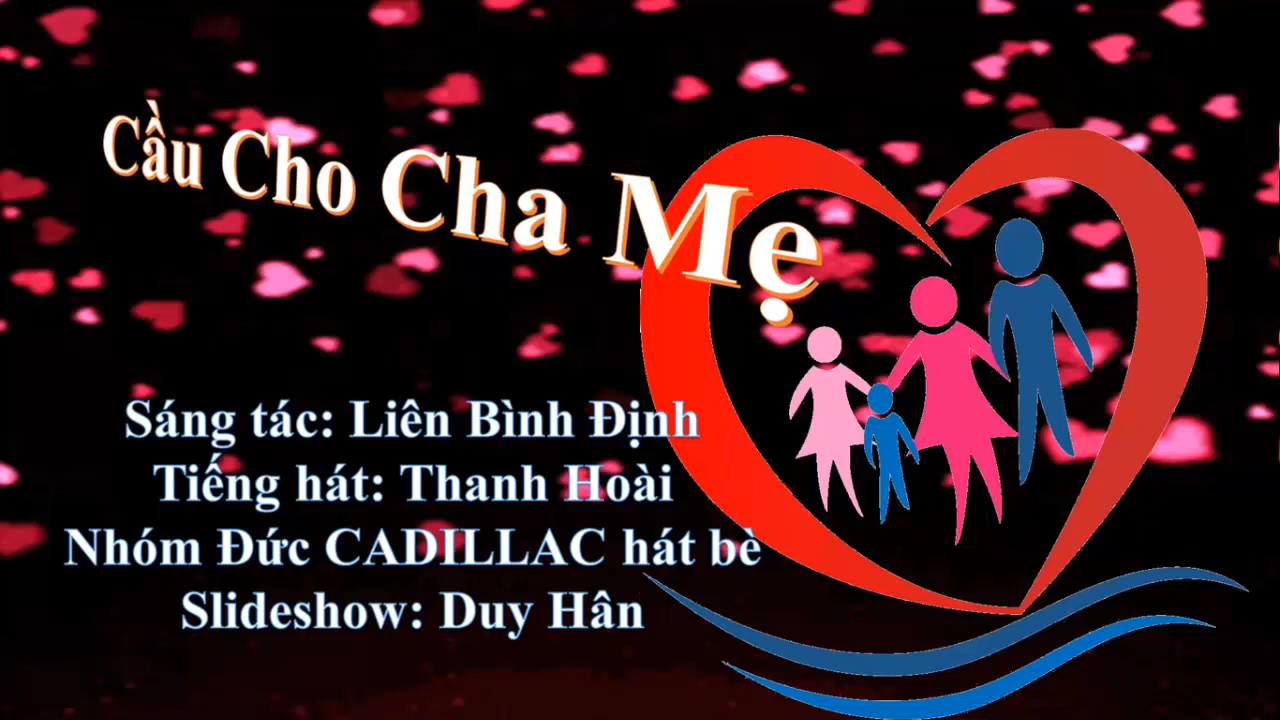 Cầu Cho Cha Mẹ
Sáng tác: Liên Bình Định
Tiếng hát: Thanh Hoài
Nhóm Đức CADILLAC hát bè
Slideshow: Duy Hân